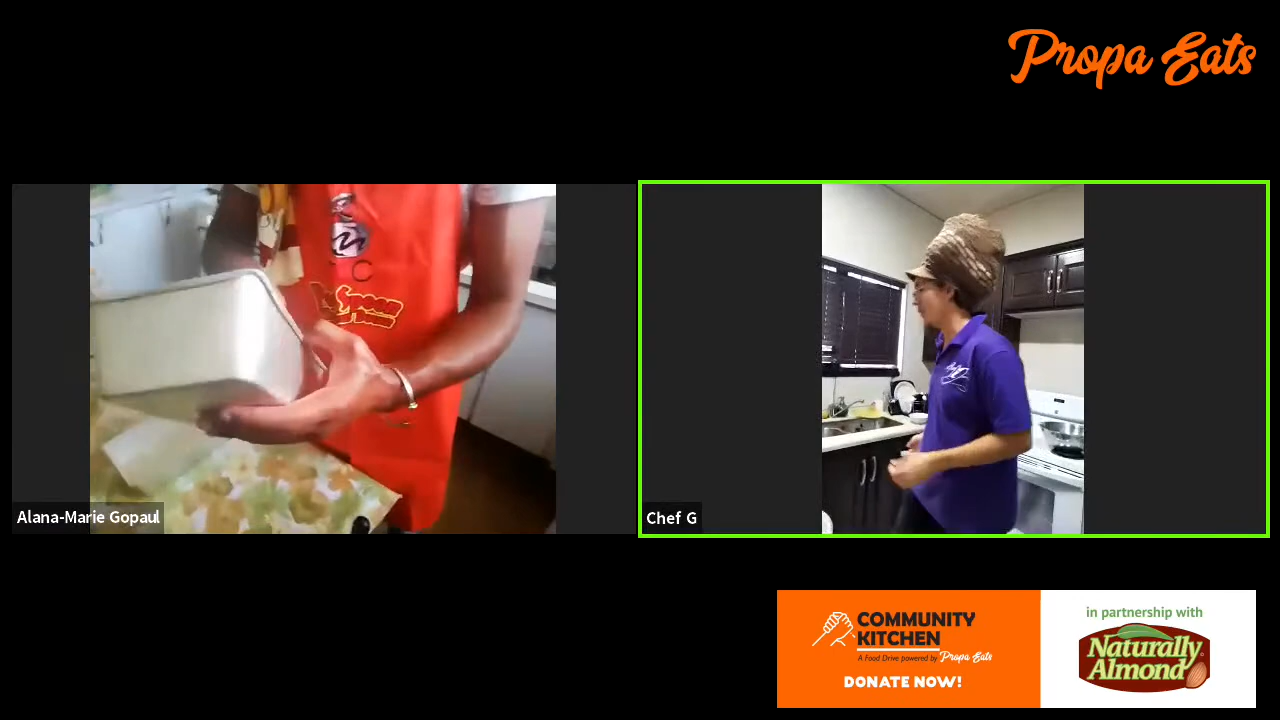 Propa Eats
Alana-Marie Gopaul
Chef G
COMMUNITY
KITCHEN
A Food Drive powered by Propa Eats
DONATE NOW!
in partnership with
Naturally
Almond